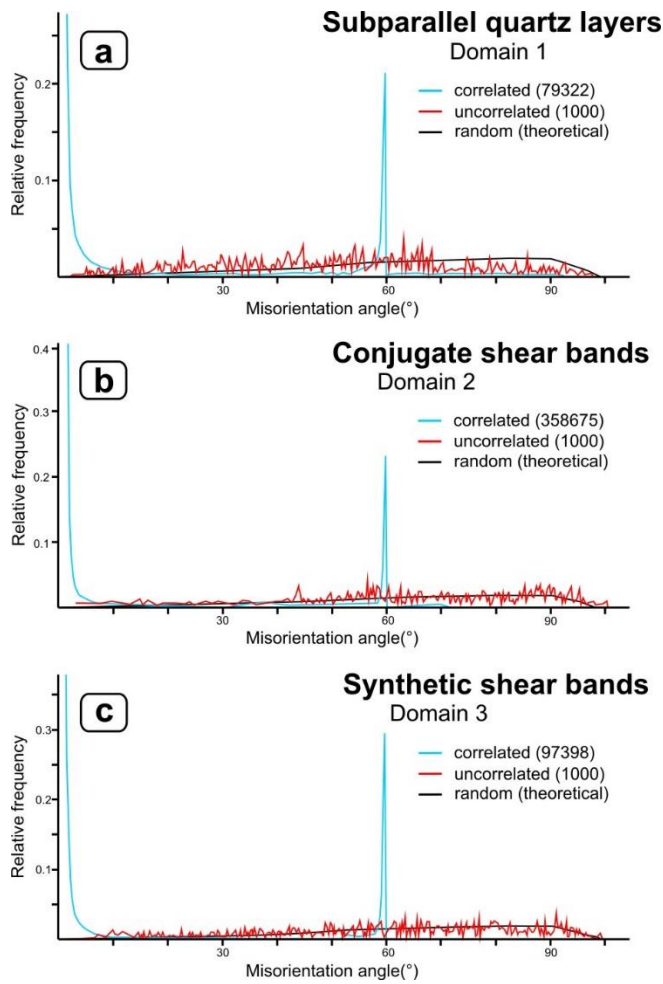 a
Subparallel quartz layers
Domain 1
correlated (79322)
uncorrelated (1000)
random (theoretical)
Relative frequency
0.2
0.1
30
60
90
Misorientation angle(°)
b
Conjugate shear bands
Domain 2
correlated (358675)
uncorrelated (1000)
random (theoretical)
Relative frequency
0.4
0.3
0.2
0.1
30
60
90
Misorientation angle(°)
c
Synthetic shear bands
Domain 3
correlated (97398)
uncorrelated (1000)
random (theoretical)
Relative frequency
0.3
0.2
0.1
30
60
90
Misorientation angle(°)